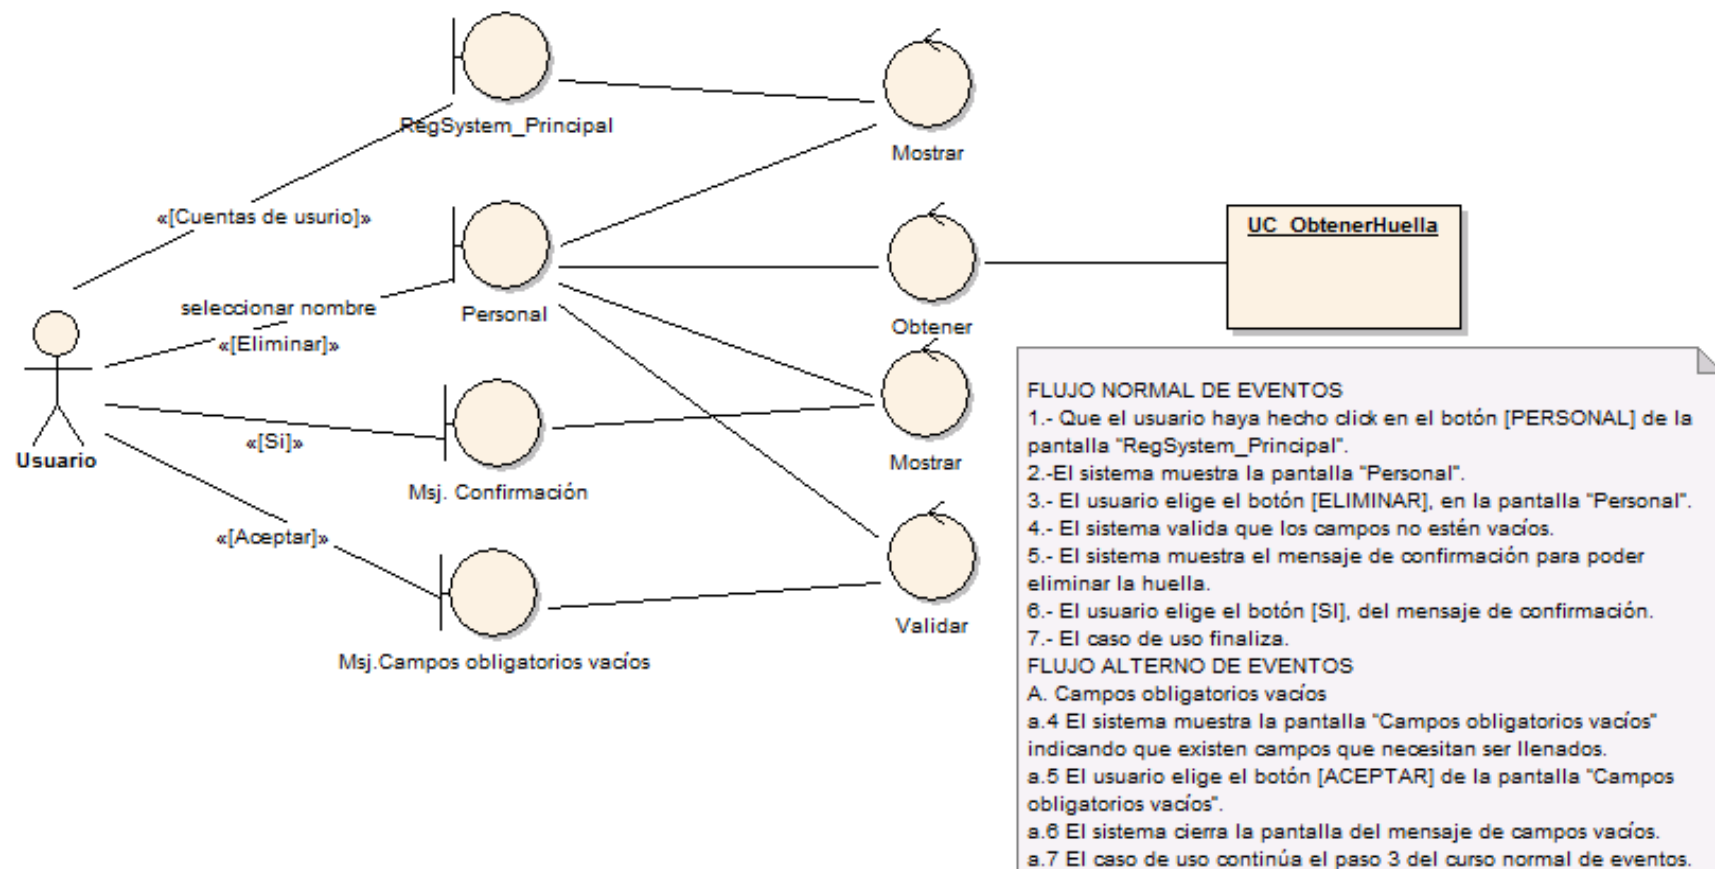 RegSystem_Principal
Mostrar
«[Cuentas de usurio]»
UC_ObtenerHuella
seleccionar nombre
Personal
«[Eliminar]»
Obtener
Usuario
«[Si]»
Mostrar
Msj. Confirmación
«[Aceptar]»
Validar
Msj.Campos obligatorios vacíos
FLUJO NORMAL DE EVENTOS
1.- Que el usuario haya hecho click en el botón [PERSONAL] de la
pantalla "RegSystem_Principal".
2.-El sistema muestra la pantalla "Personal".
3.- El usuario elige el botón [ELIMINAR], en la pantalla "Personal".
4.- El sistema valida que los campos no estén vacíos.
5.- El sistema muestra el mensaje de confirmación para poder
eliminar la huella.
6.- El usuario elige el botón [SI], del mensaje de confirmación.
7.- El caso de uso finaliza.
FLUJO ALTERNO DE EVENTOS
A. Campos obligatorios vacíos
a.4 El sistema muestra la pantalla "Campos obligatorios vacíos"
indicando que existen campos que necesitan ser llenados.
a.5 El usuario elige el botón [ACEPTAR] de la pantalla "Campos
obligatorios vacíos".
a.6 El sistema cierra la pantalla del mensaje de campos vacíos.
a.7 El caso de uso continúa el paso 3 del curso normal de eventos.